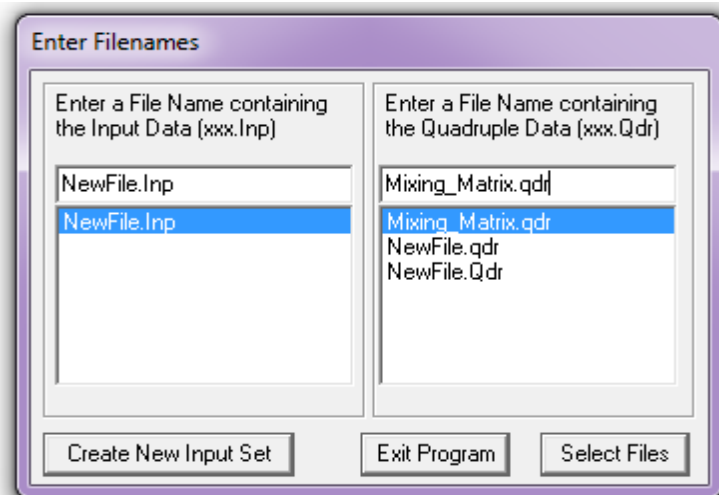 Enter Filenames
Enter a File Name containing
the Input Data (xxx.Inp)
NewFile.Inp
NewFile.Inp
Enter a File Name containing
the Quadruple Data (xxx.Qdr)
Mixing_Matrix.qdr
Mixing_Matrix.qdr
NewFile.qdr
NewFile.Qdr
Create New Input Set
Exit Program
Select Files